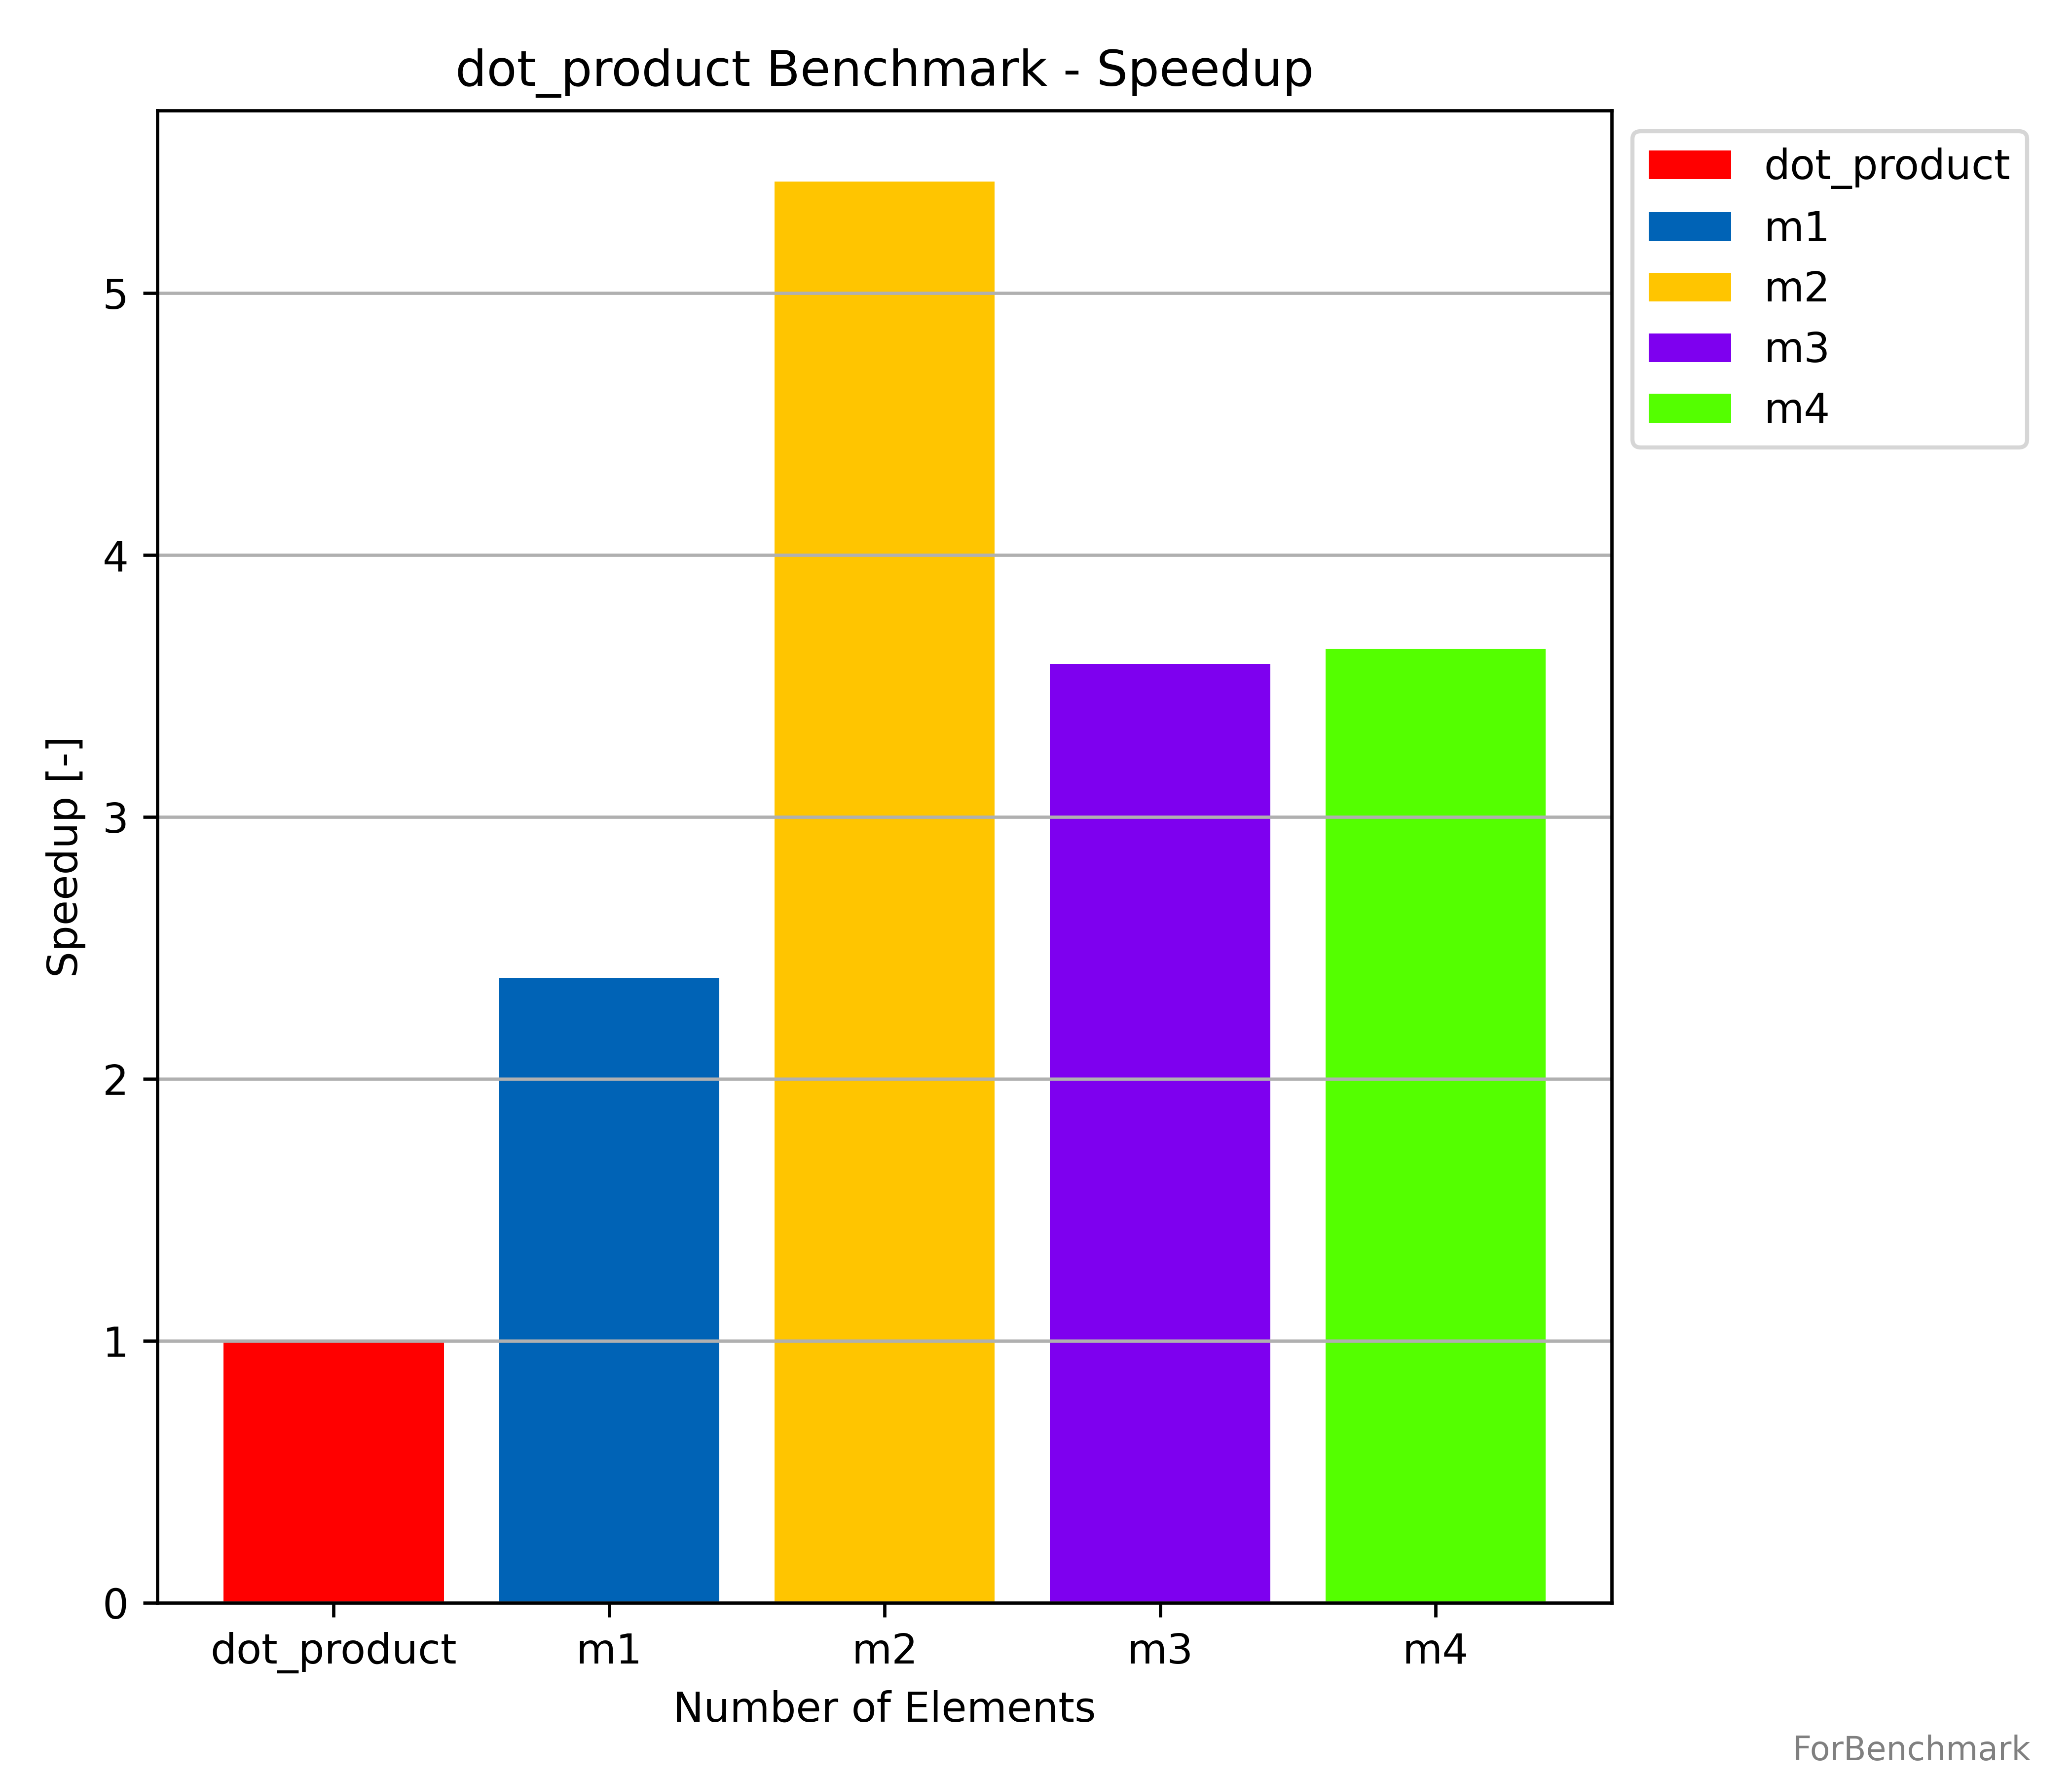 dot_product Benchmark - Speedup
dot_product
m1
m2
m3
m4
5
4
3
2
1
0
Speedup [-]
dot_product m1 m2 m3 m4
Number of Elements
ForBenchmark